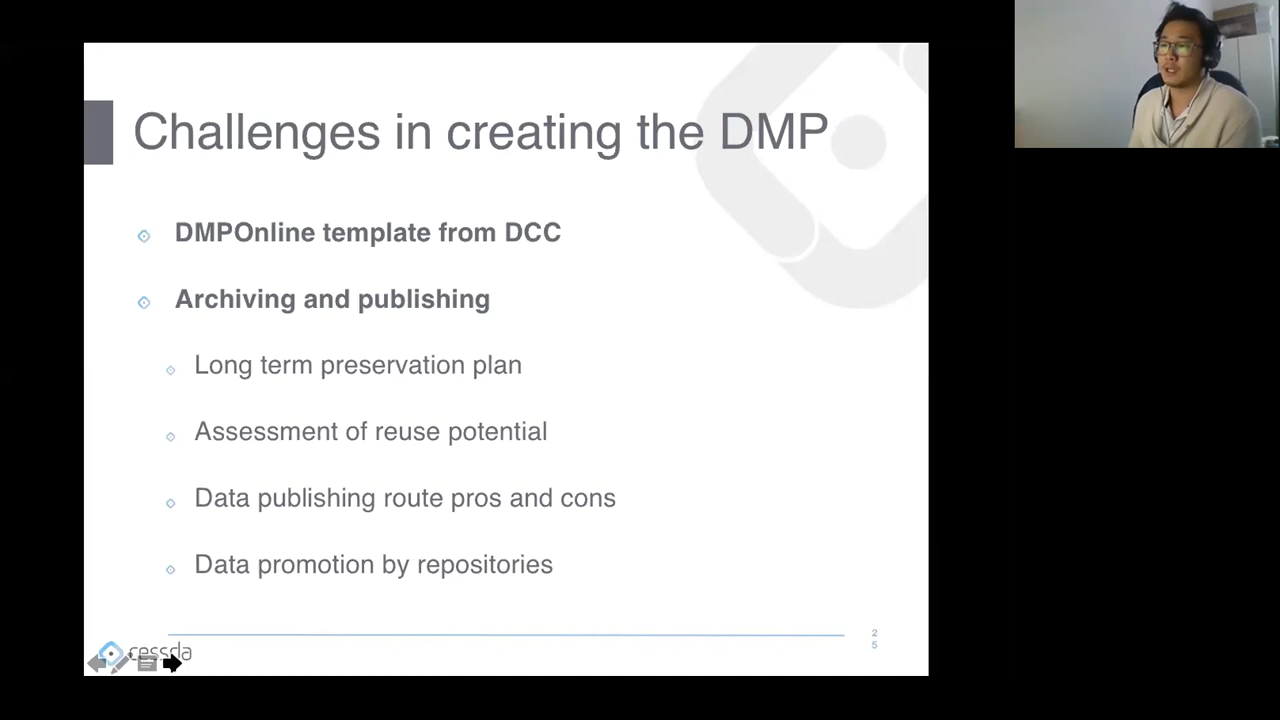 Challenges in creating the DMP
DMPOnline template from DCC
Archiving and publishing
Long term preservation plan
Assessment of reuse potential
Data publishing route pros and cons
Data promotion by repositories
cessda
2
5